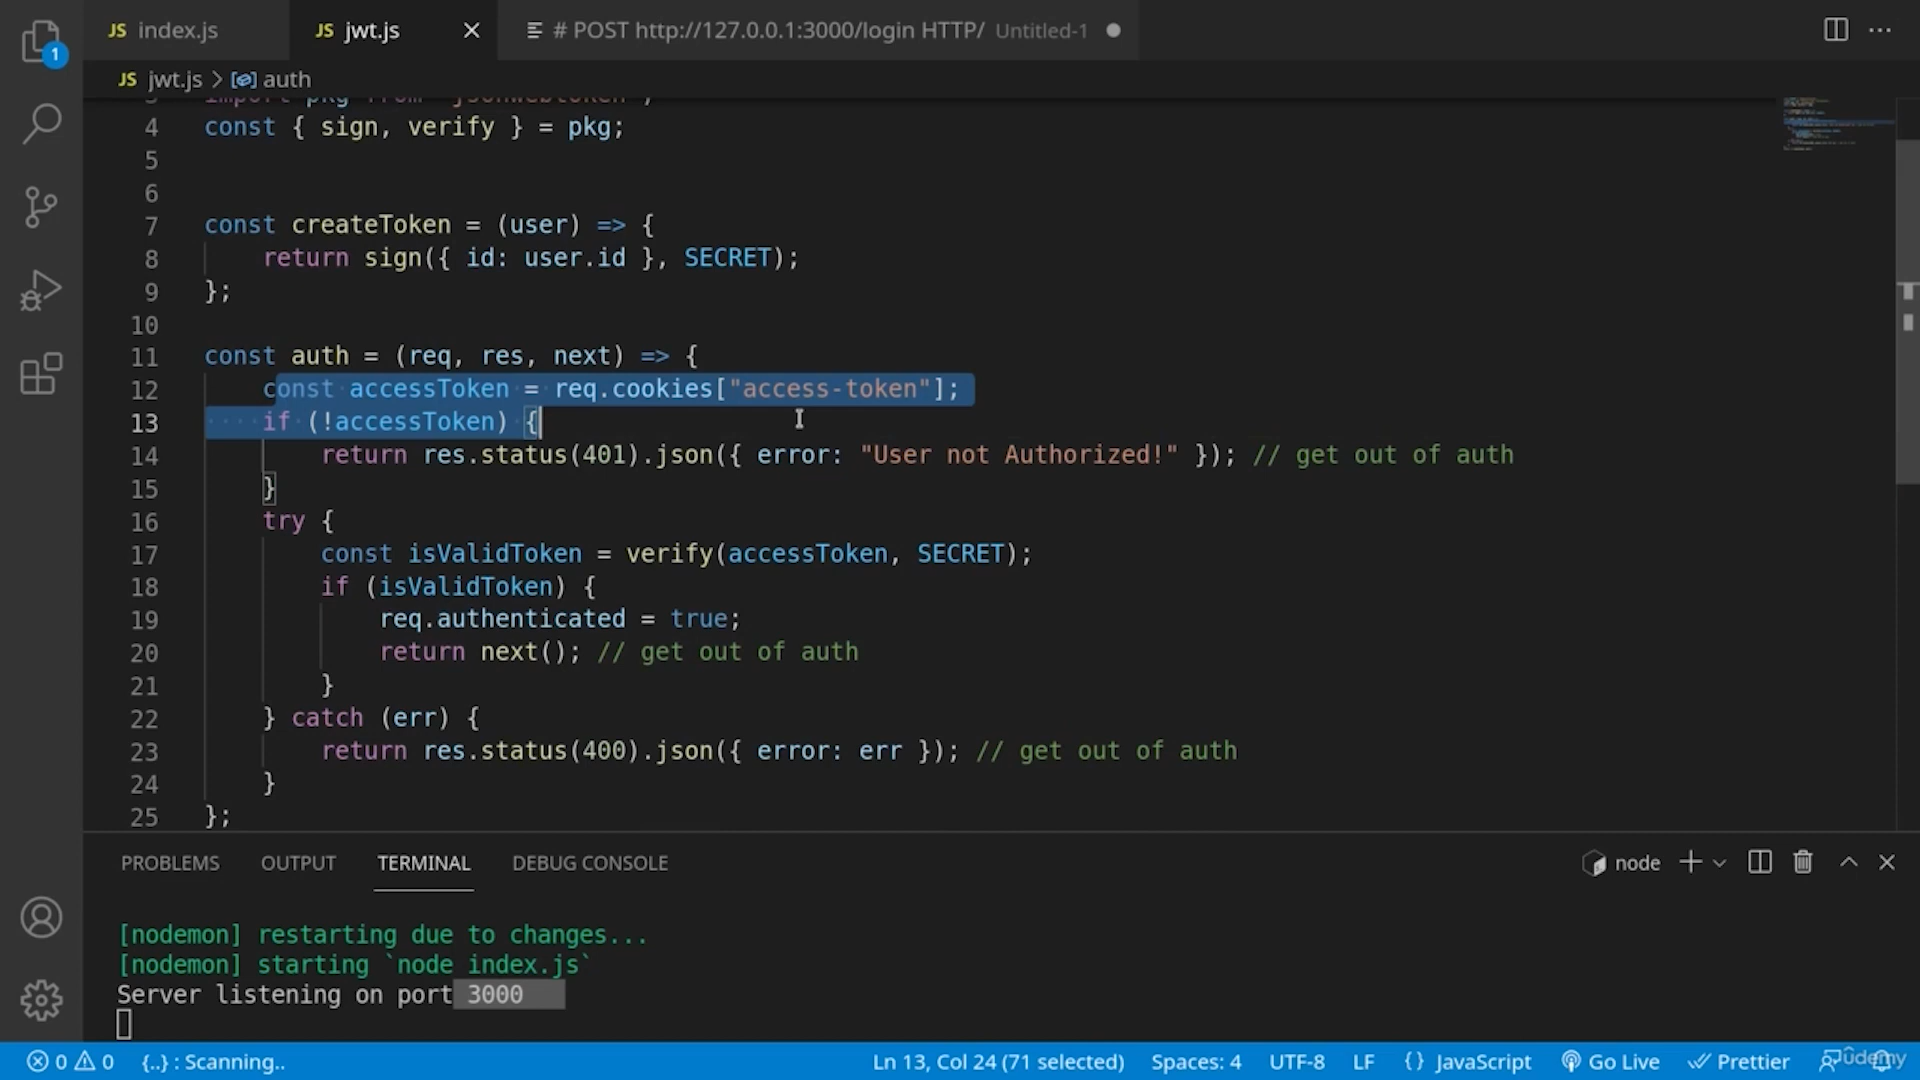 JS index.js
JS jwt.js
# POST http://127.0.0.1:3000/login HTTP/ Untitled-1
1
JS jwt.js > auth
3 import pkg from 'jsonwebtoken';
4 const { sign, verify } = pkg;
5
6
7 const createToken = (user) => {
8 return sign({ id: user.id }, SECRET);
9 };
10
11 const auth = (req, res, next) => {
12 const accessToken = req.cookies["access-token"];
13 if (!accessToken) {
14 return res.status(401).json({ error: "User not Authorized!" }); // get out of auth
15 }
16 try {
17 const isValidToken = verify(accessToken, SECRET);
18 if (isValidToken) {
19 req.authenticated = true;
20 return next(); // get out of auth
21 }
22 } catch (err) {
23 return res.status(400).json({ error: err }); // get out of auth
24 }
25 };
PROBLEMS OUTPUT TERMINAL DEBUG CONSOLE node
[nodemon] restarting due to changes...
[nodemon] starting `node index.js`
Server listening on port 3000
0 0 {..} : Scanning.. Ln 13, Col 24 (71 selected) Spaces: 4 UTF-8 LF {} JavaScript Go Live Prettier
ûdemy